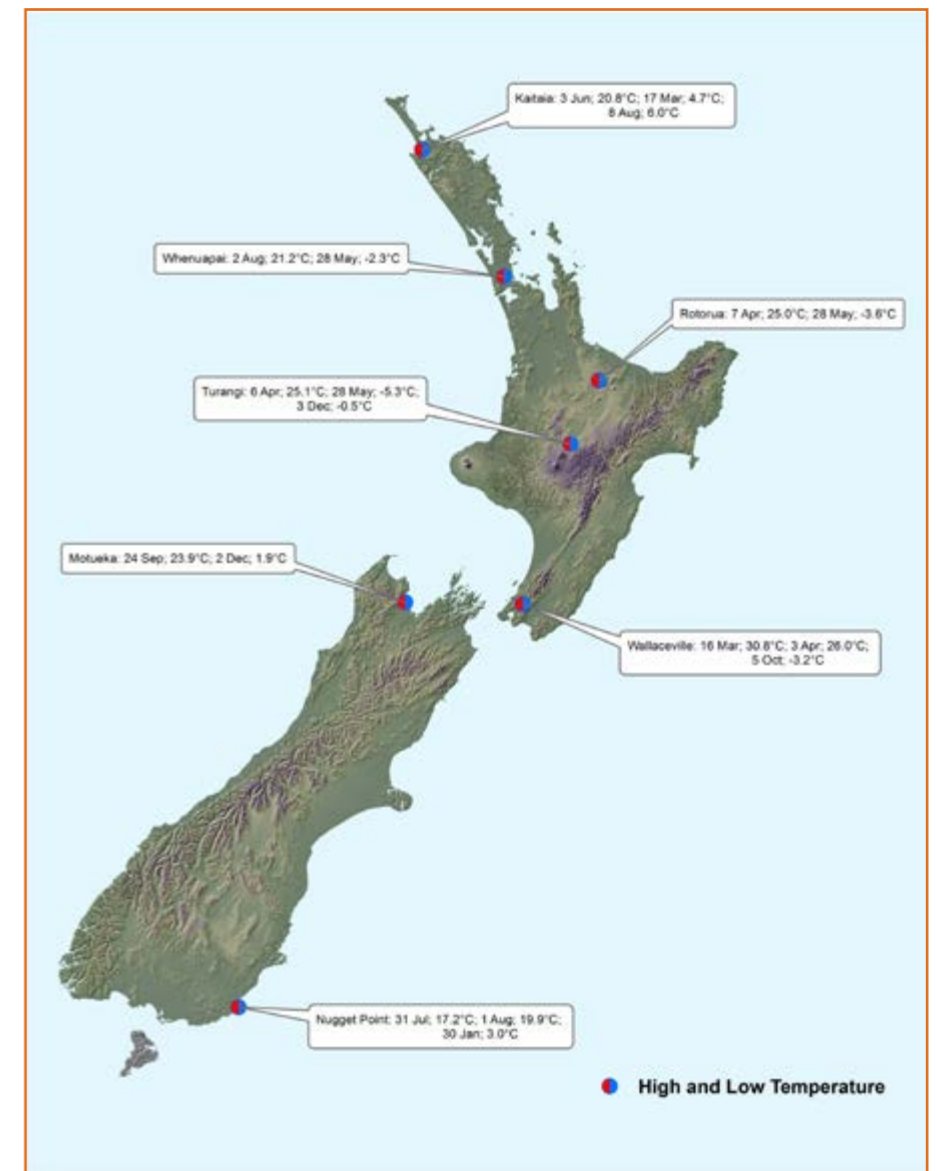 Kaitaia: 3 Jun; 20.8°C; 17 Mar; 4.7°C;
8 Aug; 6.0°C
Whenuapai: 2 Aug; 21.2°C; 28 May; -2.3°C
Rotorua: 7 Apr; 25.0°C; 28 May; -3.6°C
Turangi: 6 Apr; 25.1°C; 28 May; -5.3°C;
3 Dec; -0.5°C
Motueka: 24 Sep; 23.9°C; 2 Dec; 1.9°C
Wallaceville: 16 Mar; 30.8°C; 3 Apr; 26.0°C;
5 Oct; -3.2°C
Nugget Point: 31 Jul; 17.2°C; 1 Aug; 19.9°C;
30 Jan; 3.0°C
High and Low Temperature